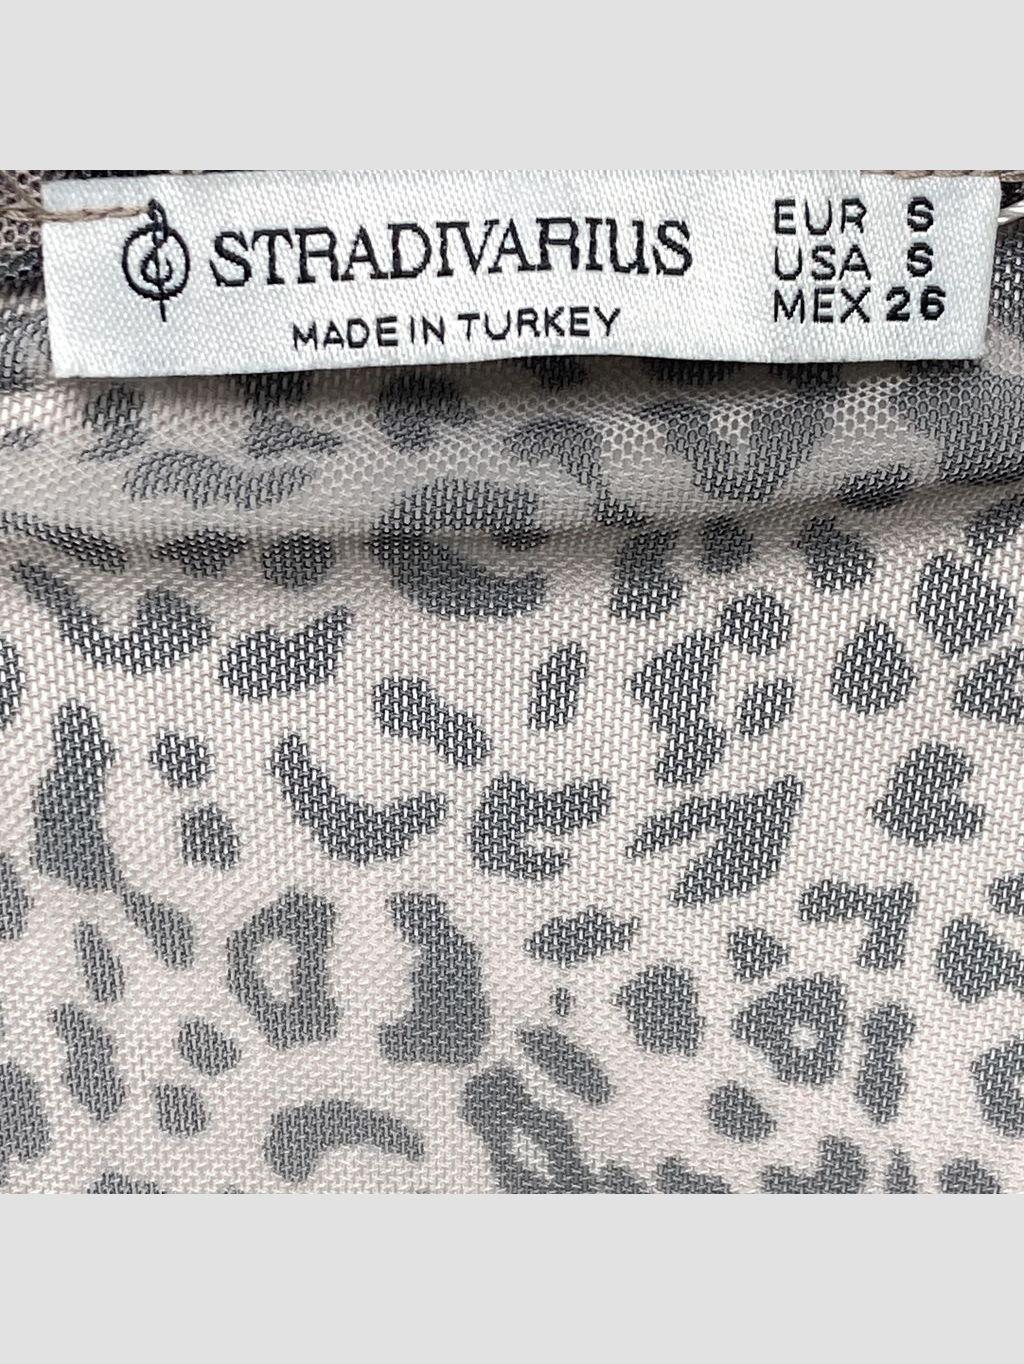 STRADIVARIUS
MADE IN TURKEY
EUR S
USA S
MEX 26